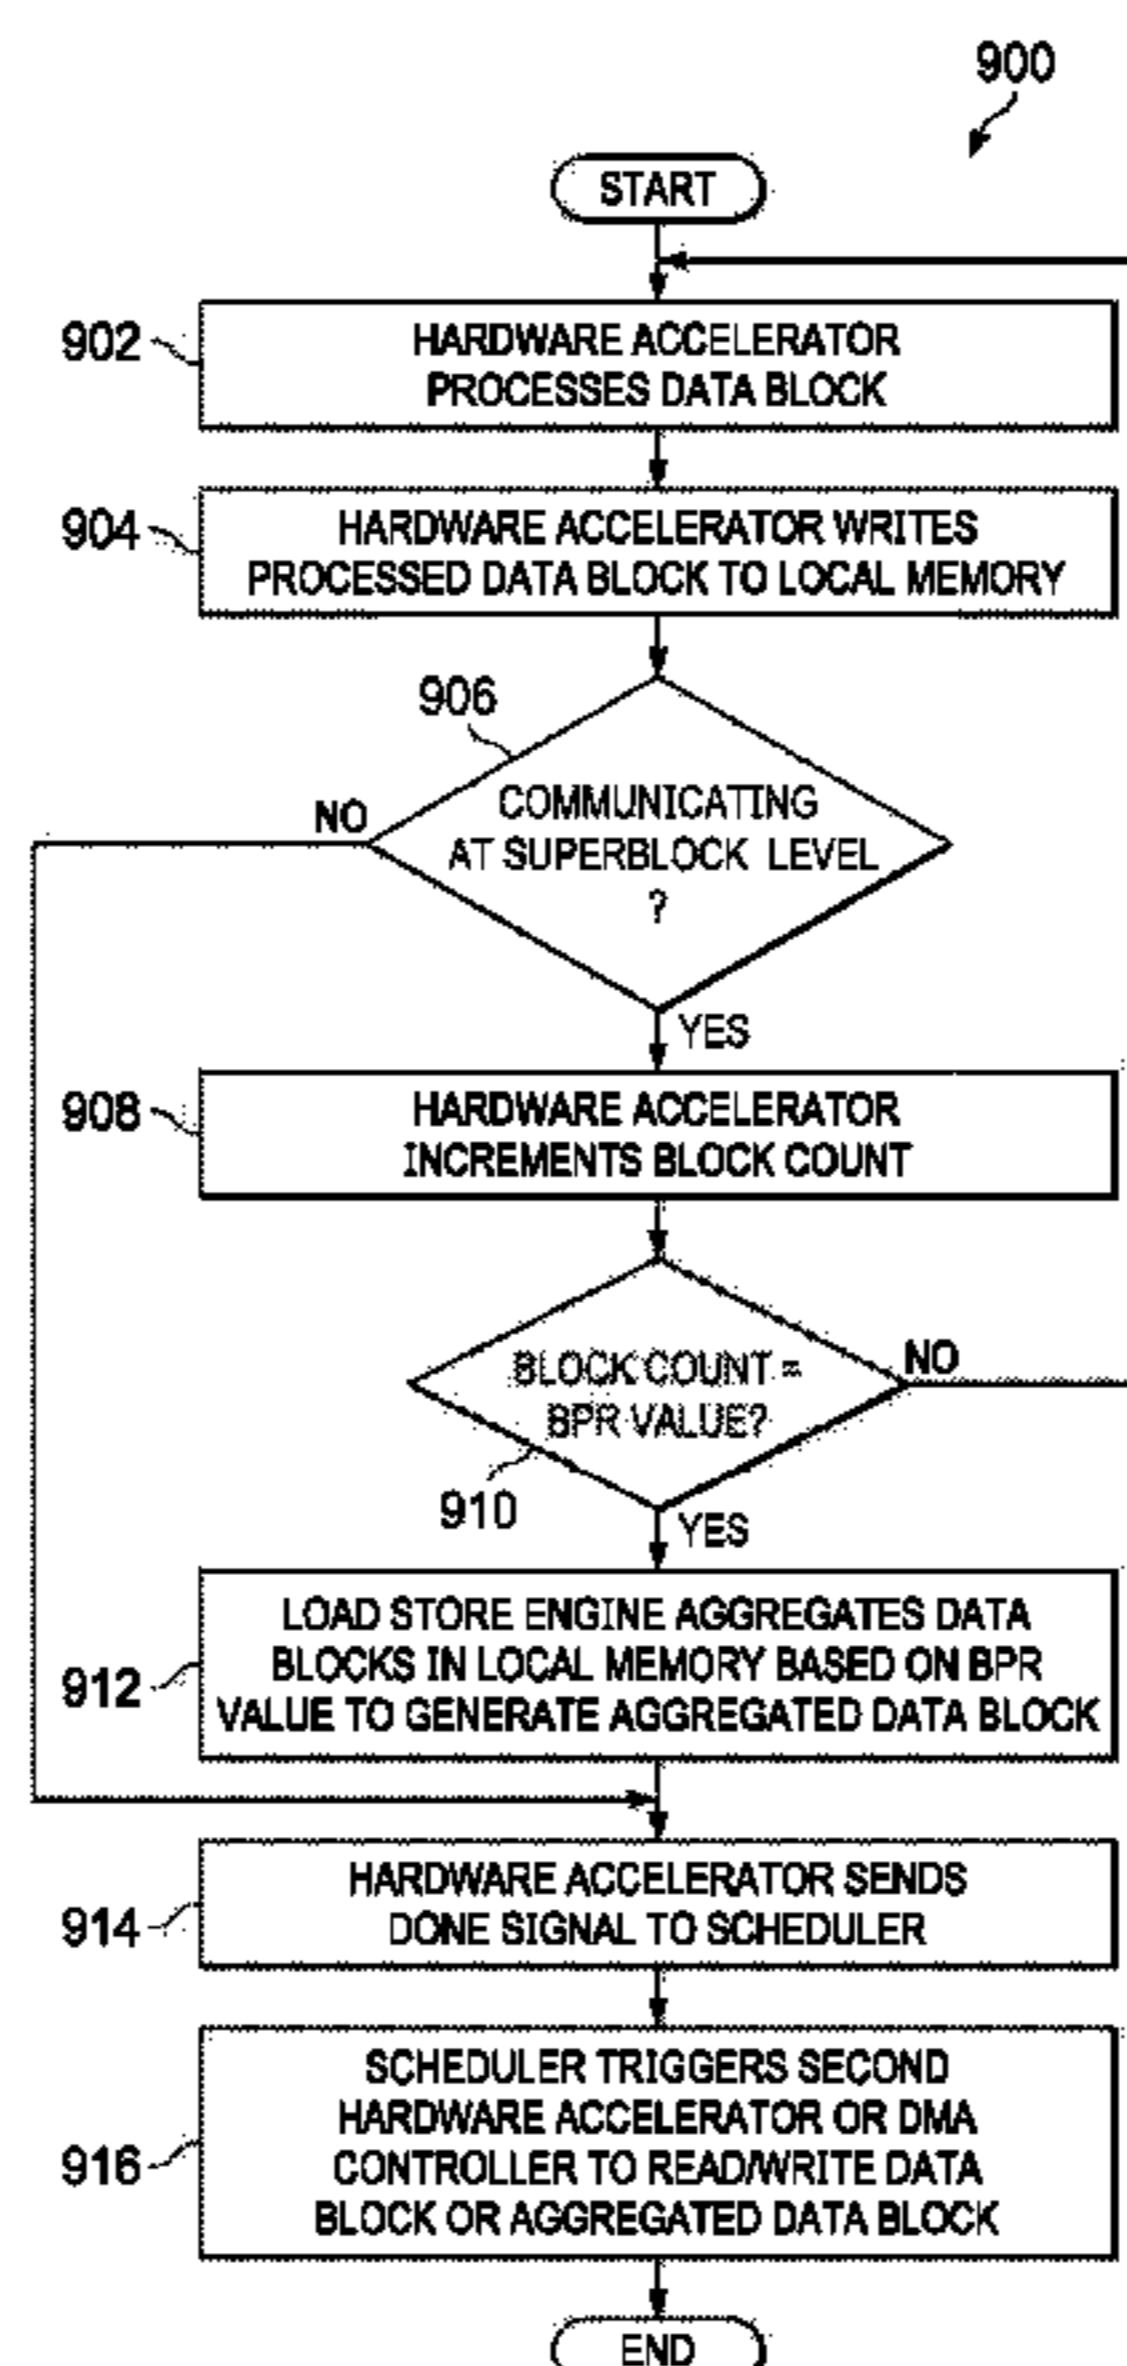 900
START
902
HARDWARE ACCELERATOR
PROCESSES DATA BLOCK
904
HARDWARE ACCELERATOR WRITES
PROCESSED DATA BLOCK TO LOCAL MEMORY
906
COMMUNICATING
AT SUPERBLOCK LEVEL
?
NO
YES
908
HARDWARE ACCELERATOR
INCREMENTS BLOCK COUNT
BLOCK COUNT =
BPR VALUE?
NO
910
YES
912
LOAD STORE ENGINE AGGREGATES DATA
BLOCKS IN LOCAL MEMORY BASED ON BPR
VALUE TO GENERATE AGGREGATED DATA BLOCK
914
HARDWARE ACCELERATOR SENDS
DONE SIGNAL TO SCHEDULER
916
SCHEDULER TRIGGERS SECOND
HARDWARE ACCELERATOR OR DMA
CONTROLLER TO READ/WRITE DATA
BLOCK OR AGGREGATED DATA BLOCK
END